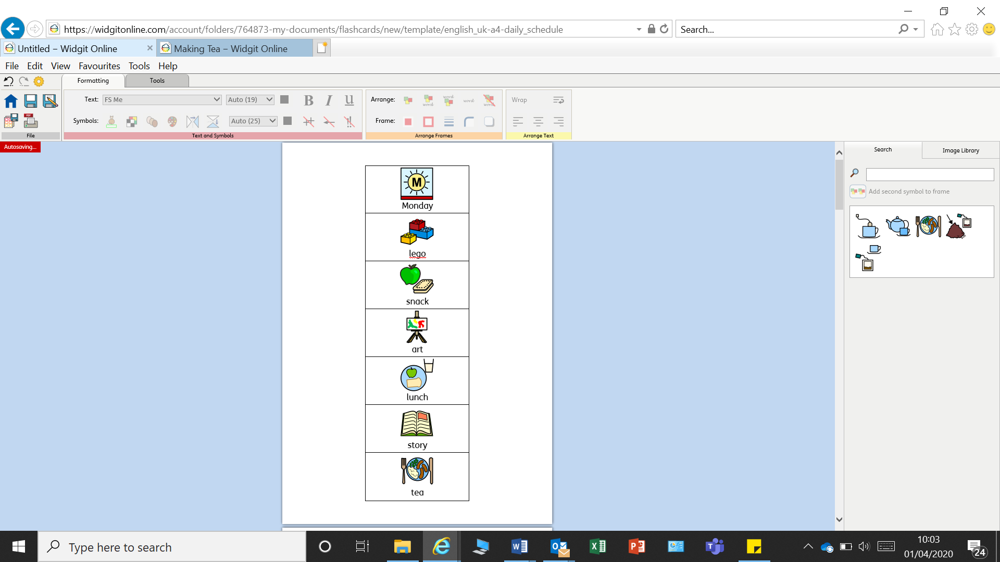 https://widgitonline.com/account/folders/764873-my-documents/flashcards/new/template/english_uk-a4-daily_schedule
Search...
Untitled – Widgit Online
Making Tea – Widgit Online
File Edit View Favourites Tools Help
Formatting
Tools
Text:
FS Me
Auto (19)
B I U
Symbols:
Auto (25)
Arrange:
word
word
word
Frame:
Wrap
File
Text and Symbols
Arrange Frames
Arrange Text
Autosaving...
Search
Image Library
Add second symbol to frame
M
Monday
lego
snack
art
lunch
story
tea
Type here to search
10:03
01/04/2020
24